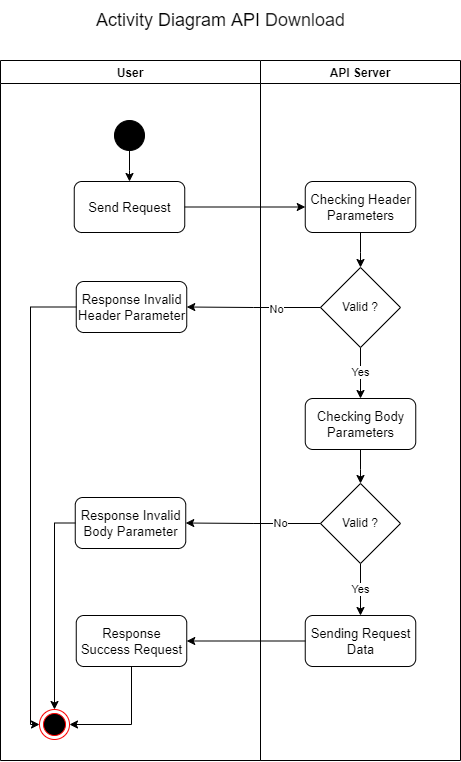 Activity Diagram API Download
User
API Server
Send Request
Checking Header
Parameters
Response Invalid
Header Parameter
No
Valid ?
Yes
Checking Body
Parameters
Response Invalid
Body Parameter
No
Valid ?
Yes
Response
Success Request
Sending Request
Data